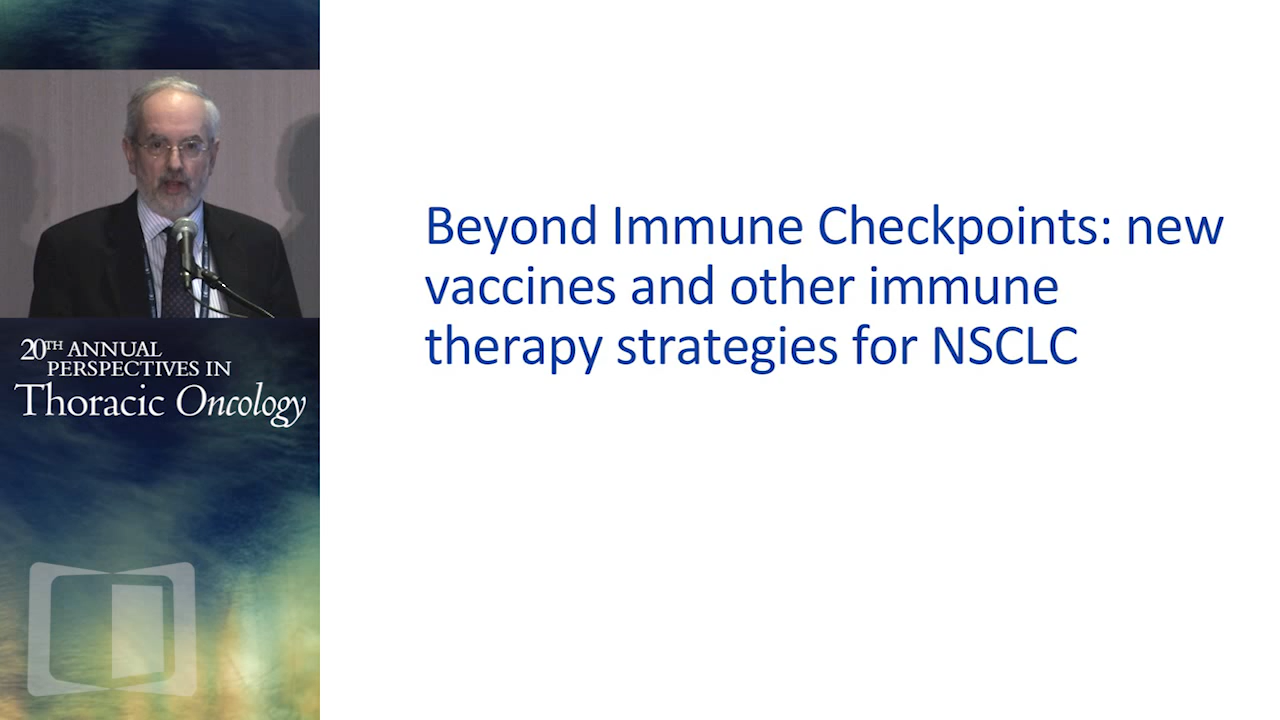 20TH ANNUAL
PERSPECTIVES IN
Thoracic Oncology
Beyond Immune Checkpoints: new
vaccines and other immune
therapy strategies for NSCLC